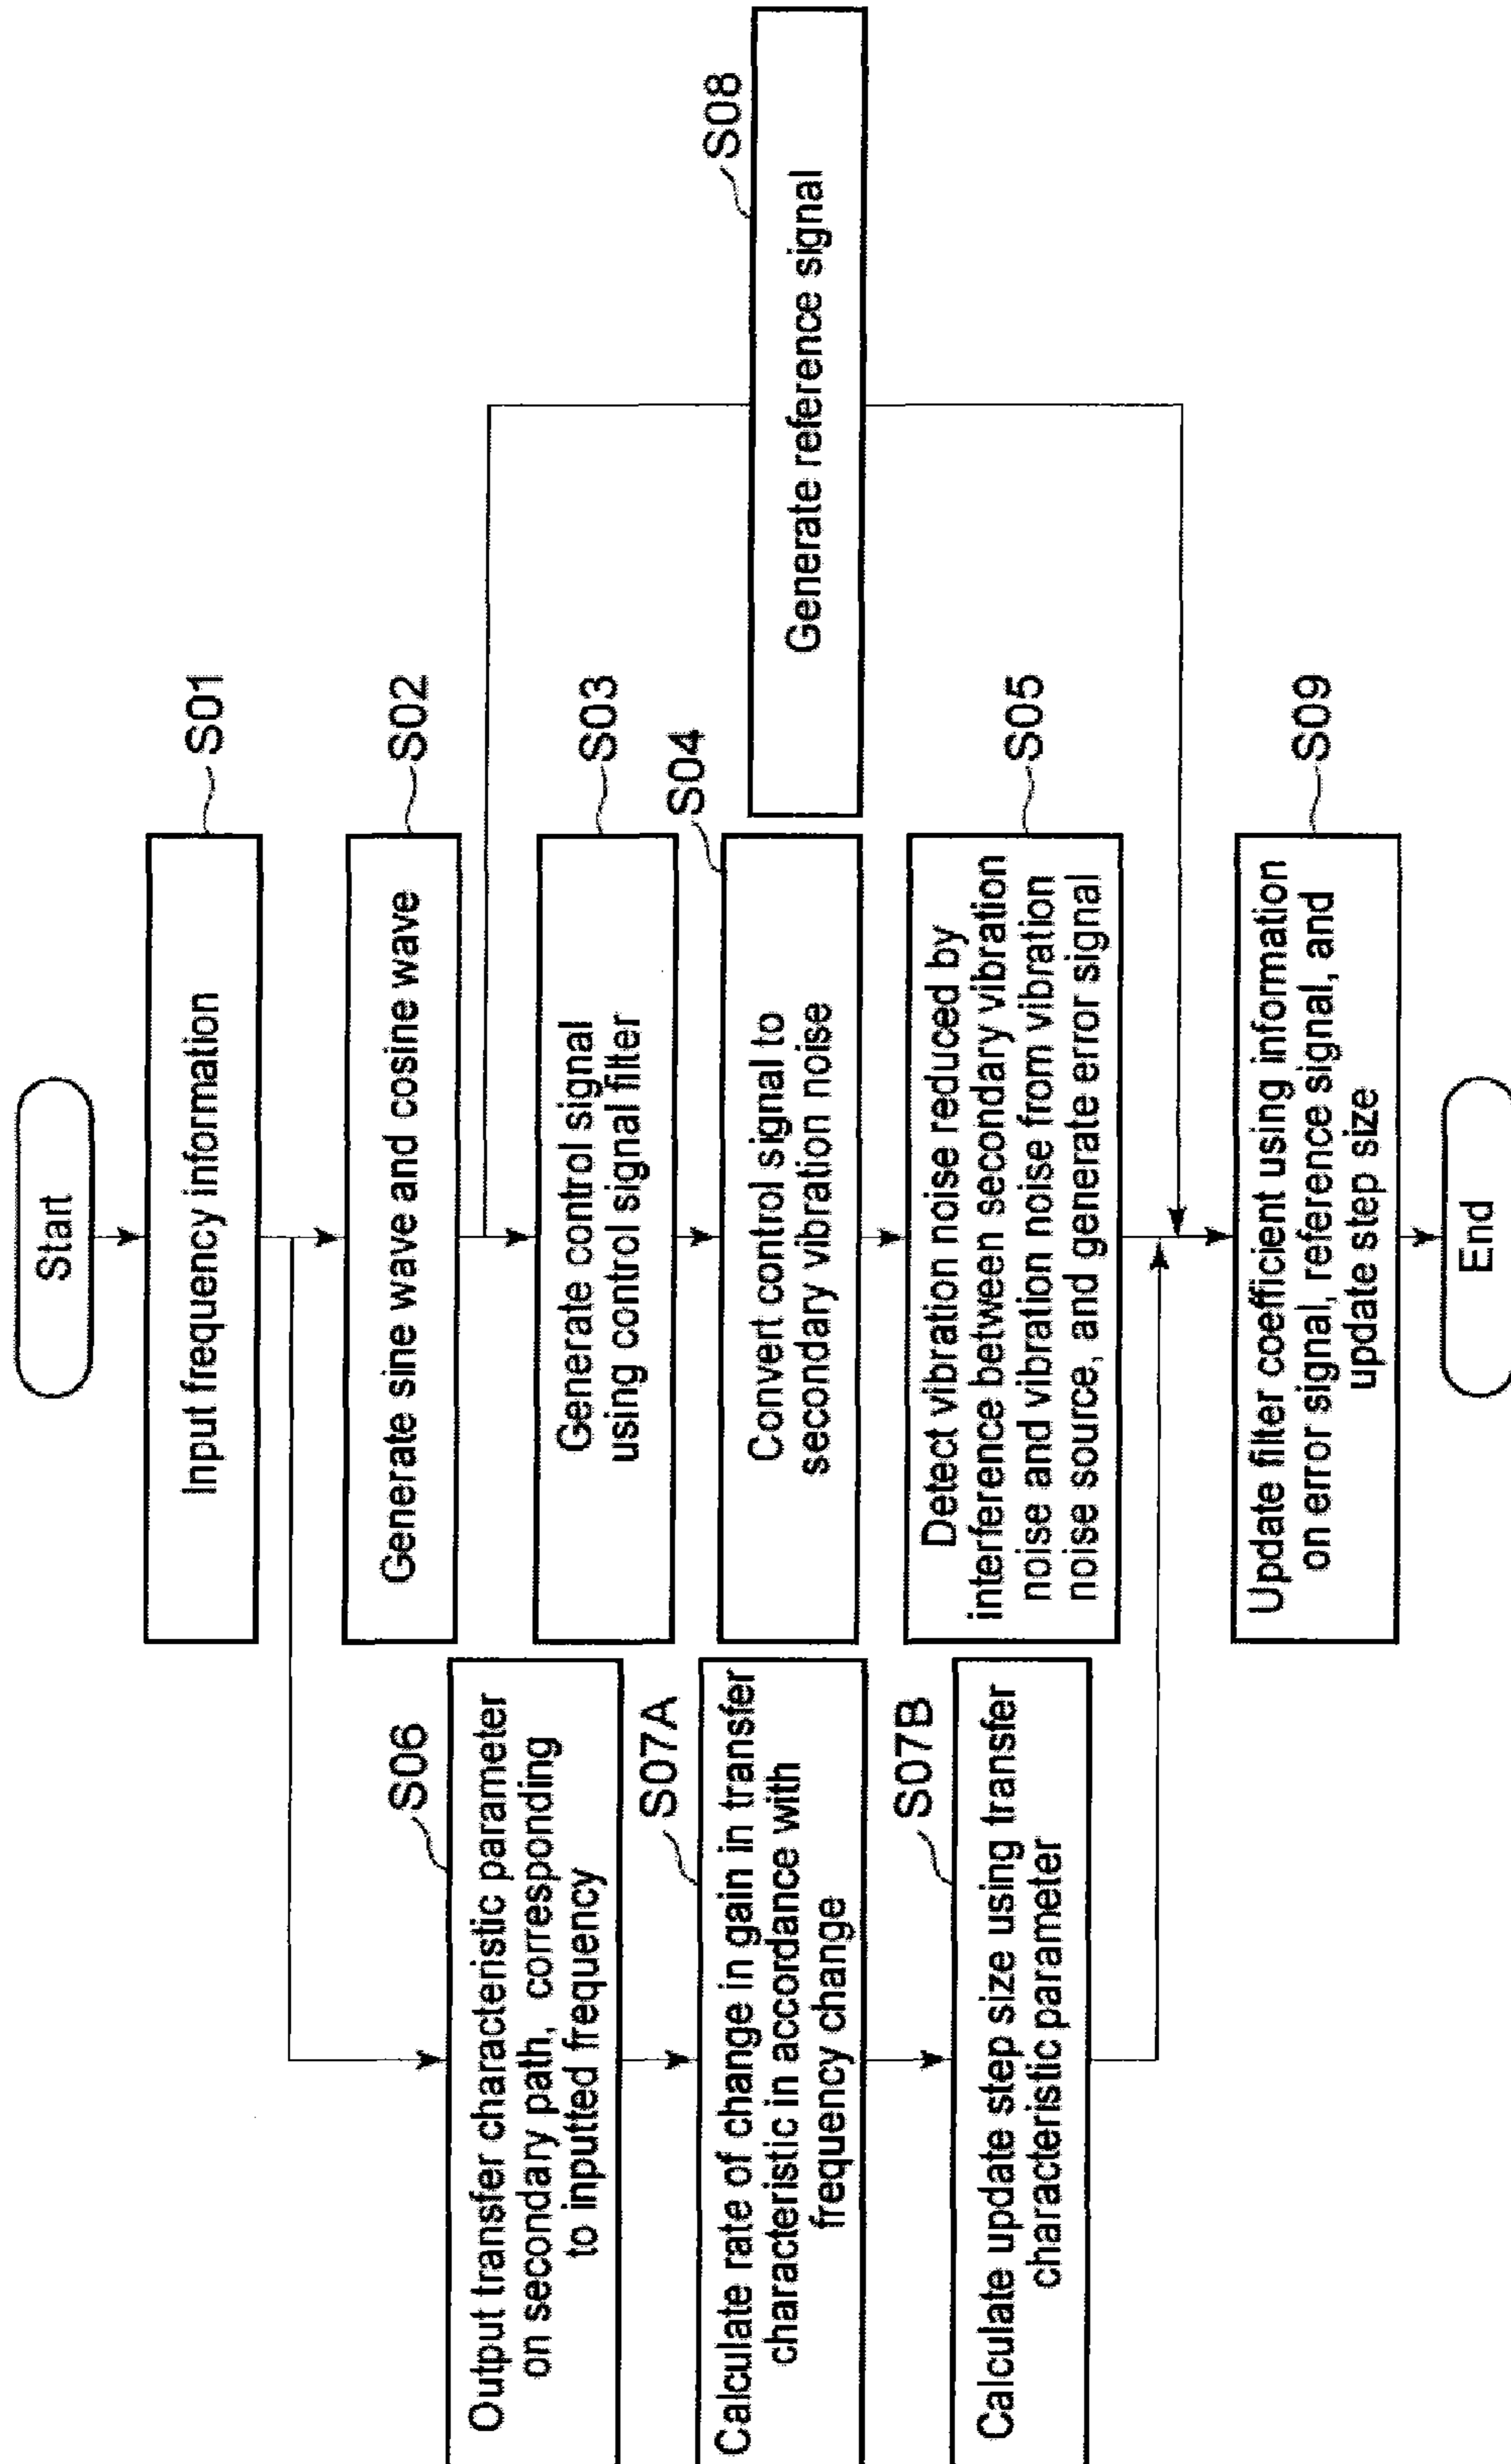 Start
S01
Input frequency information
S02
Generate sine wave and cosine wave
S03
Generate control signal
using control signal filter
S04
Convert control signal to
secondary vibration noise
S05
Detect vibration noise reduced by
interference between secondary vibration
noise and vibration noise from vibration
noise source, and generate error signal
S06
Output transfer characteristic parameter
on secondary path, corresponding
to inputted frequency
S07A
Calculate rate of change in gain in transfer
characteristic in accordance with
frequency change
S07B
Calculate update step size using transfer
characteristic parameter
S08
Generate reference signal
S09
Update filter coefficient using information
on error signal, reference signal, and
update step size
End